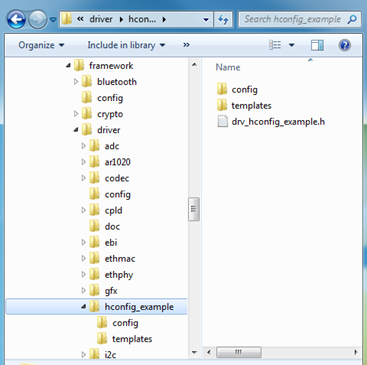 « driver ▸ hcon... ▸
Search hconfig_example
Organize ▾ Include in library ▾ »
framework
bluetooth
config
crypto
driver
adc
ar1020
codec
config
cpld
doc
ebi
ethmac
ethphy
gfx
hconfig_example
config
templates
i2c
Name
config
templates
drv_hconfig_example.h